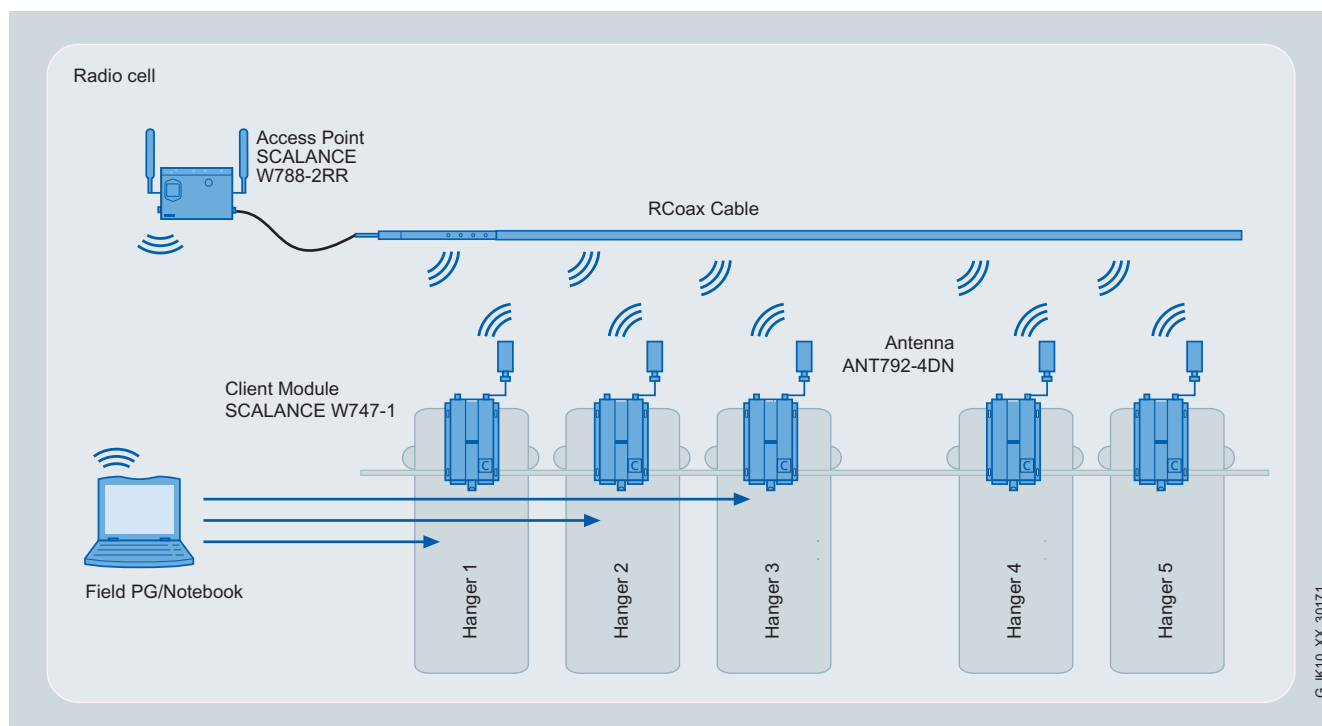 Radio cell
Access Point
SCALANCE
W788-2RR
RCoax Cable
Antenna
ANT792-4DN
Client Module
SCALANCE W747-1
C
C
C
C
C
Field PG/Notebook
Hanger 1
Hanger 2
Hanger 3
Hanger 4
Hanger 5
G_IK10_XX_30171